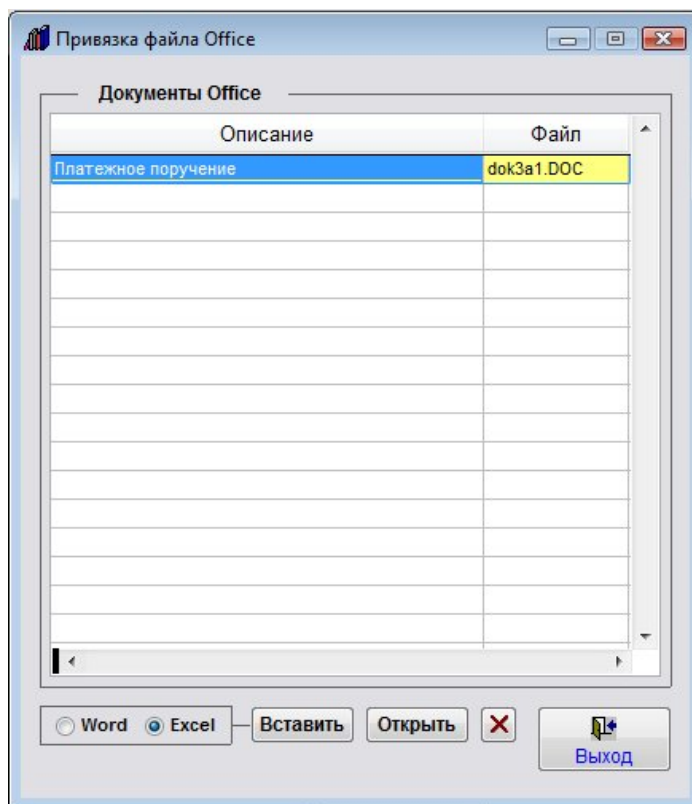 Привязка файла Office
Документы Office
Описание Файл
Платежное поручение dok3a1.DOC
Word Excel Вставить Открыть
Выход